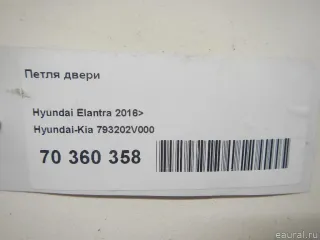 Петля двери
Hyundai Elantra 2016>
Hyundai-Kia 793202V000
70 360 358
© eaural.ru